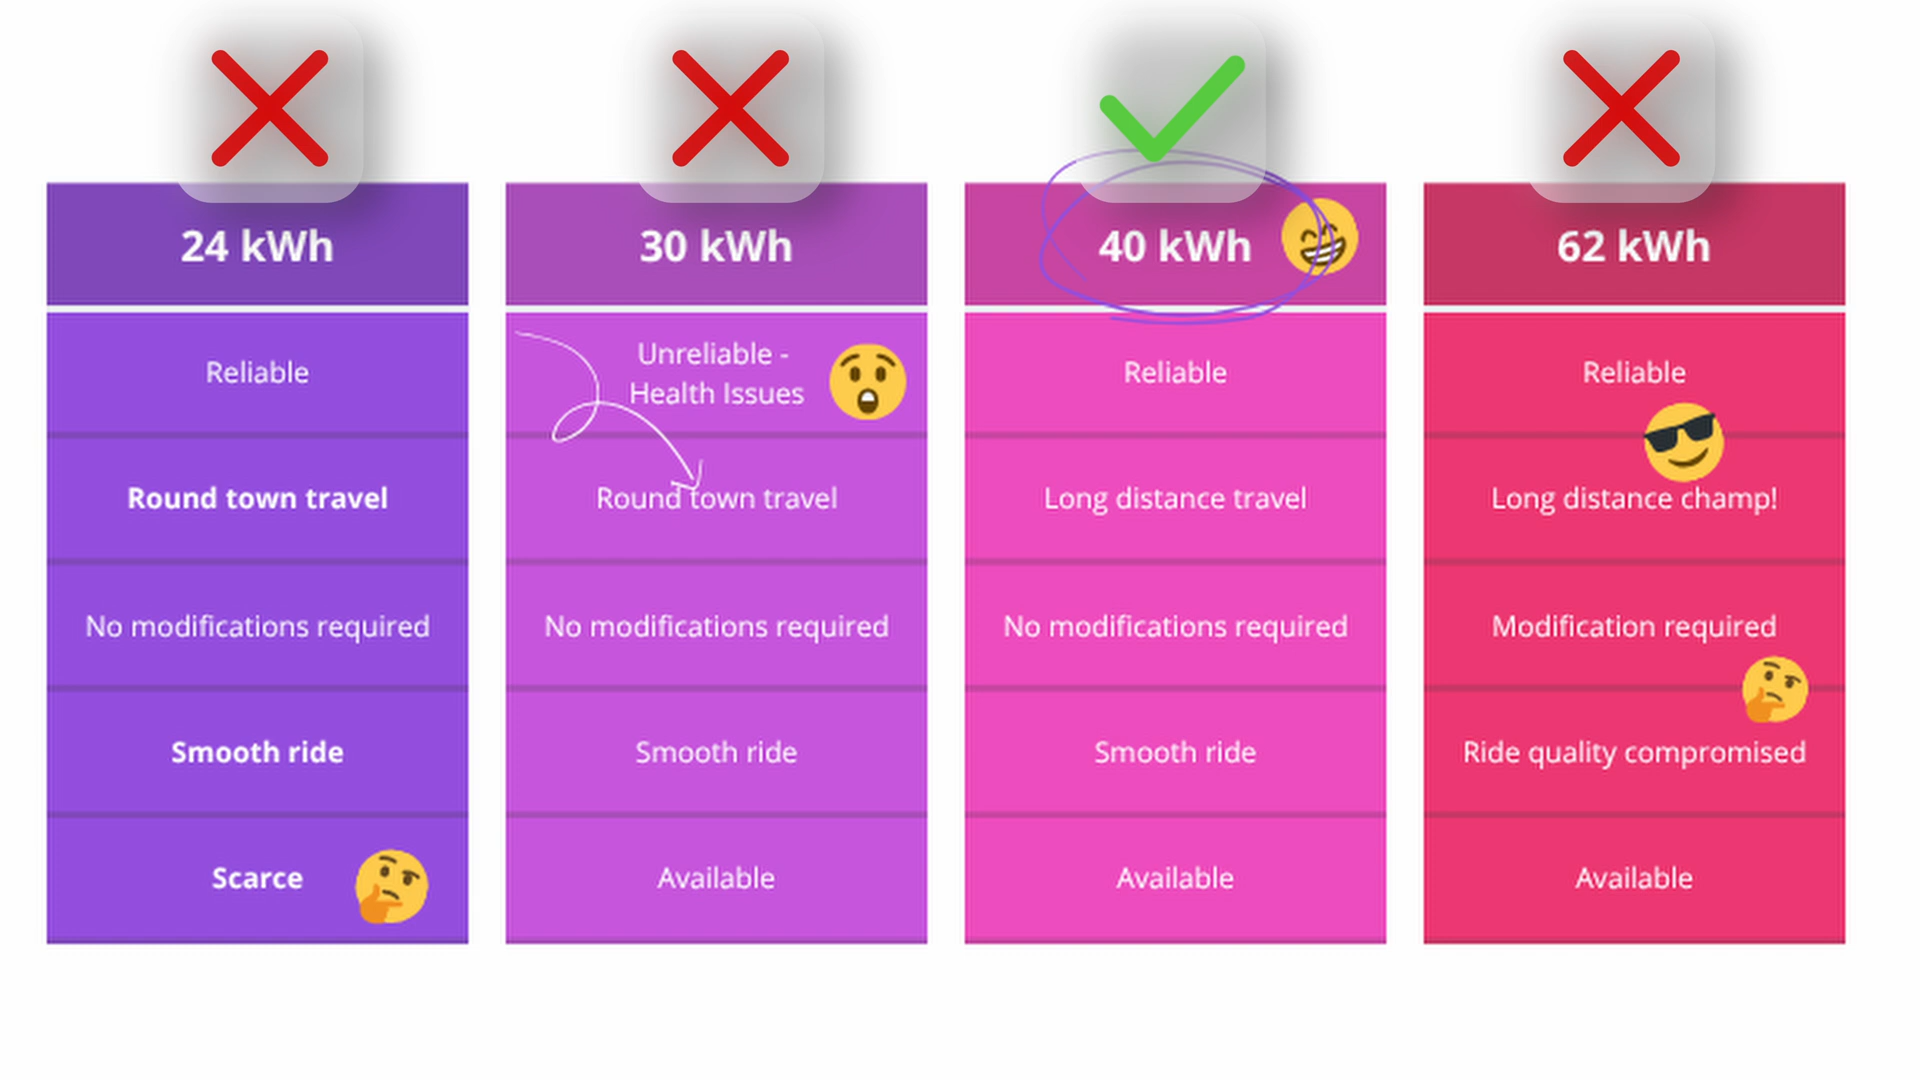 24 kWh
Reliable
Round town travel
No modifications required
Smooth ride
Scarce
30 kWh
Unreliable -
Health Issues
Round town travel
No modifications required
Smooth ride
Available
40 kWh
Reliable
Long distance travel
No modifications required
Smooth ride
Available
62 kWh
Reliable
Long distance champ!
Modification required
Ride quality compromised
Available